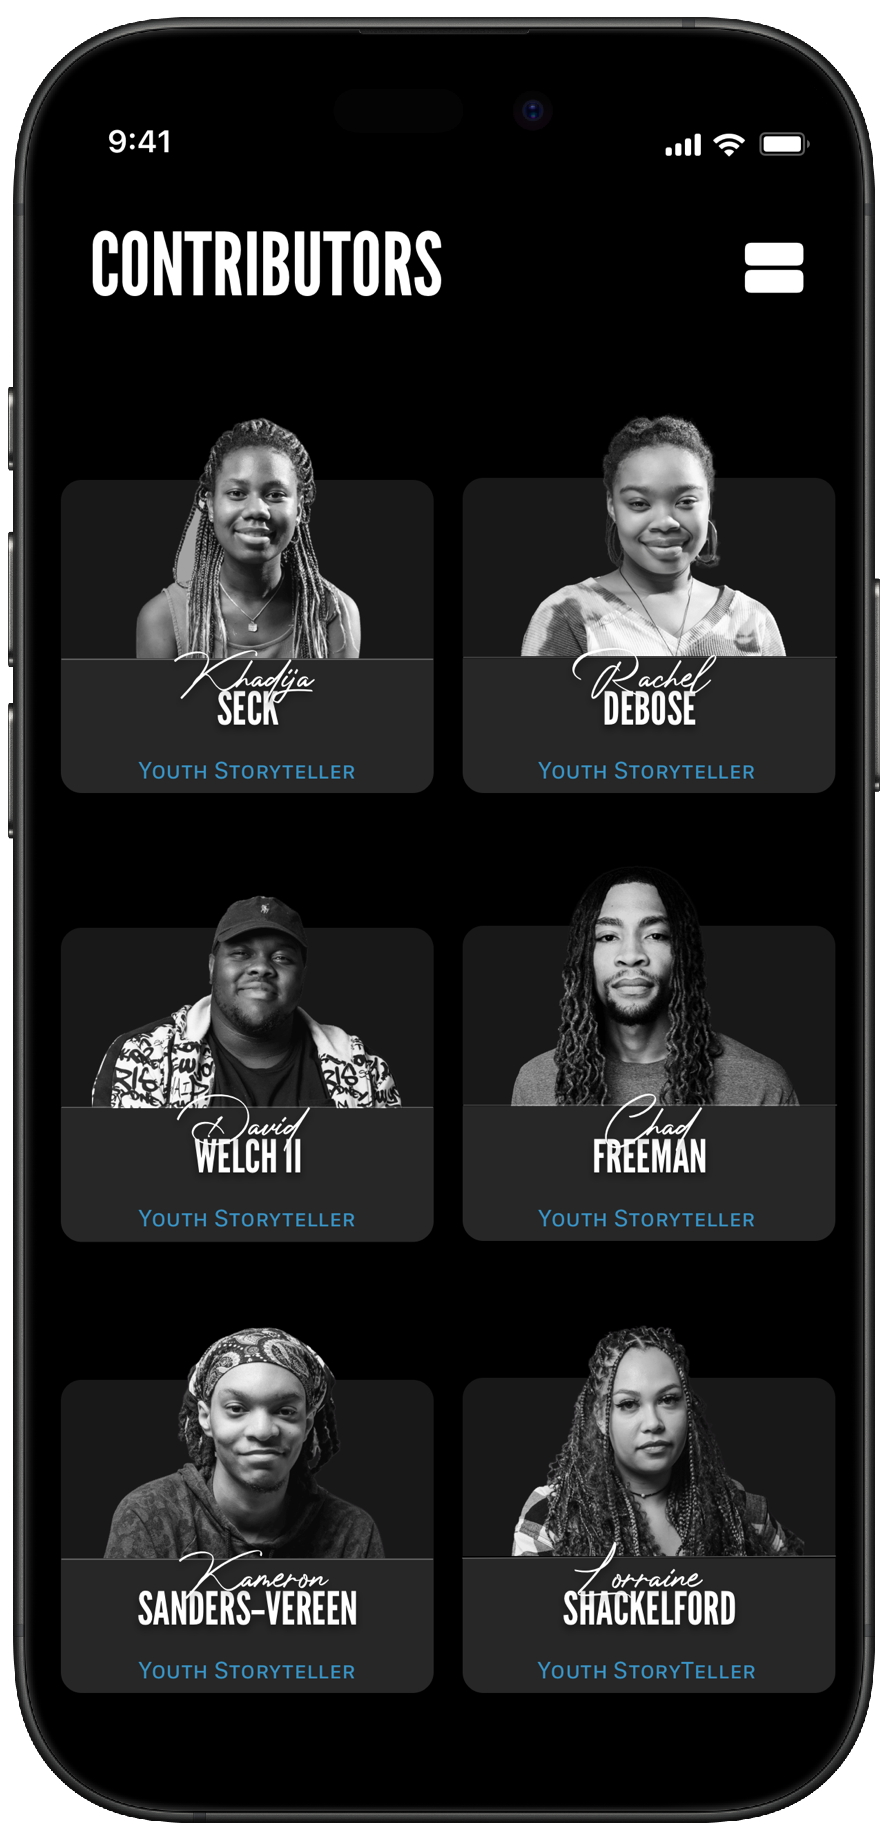 9:41
CONTRIBUTORS
Khadija
SECK
Youth Storyteller
Rachel
DEBOSE
Youth Storyteller
David
WELCH II
Youth Storyteller
Chad
FREEMAN
Youth Storyteller
Kameron
SANDERS-VEREEN
Youth Storyteller
Lorraine
SHACKELFORD
Youth StoryTeller